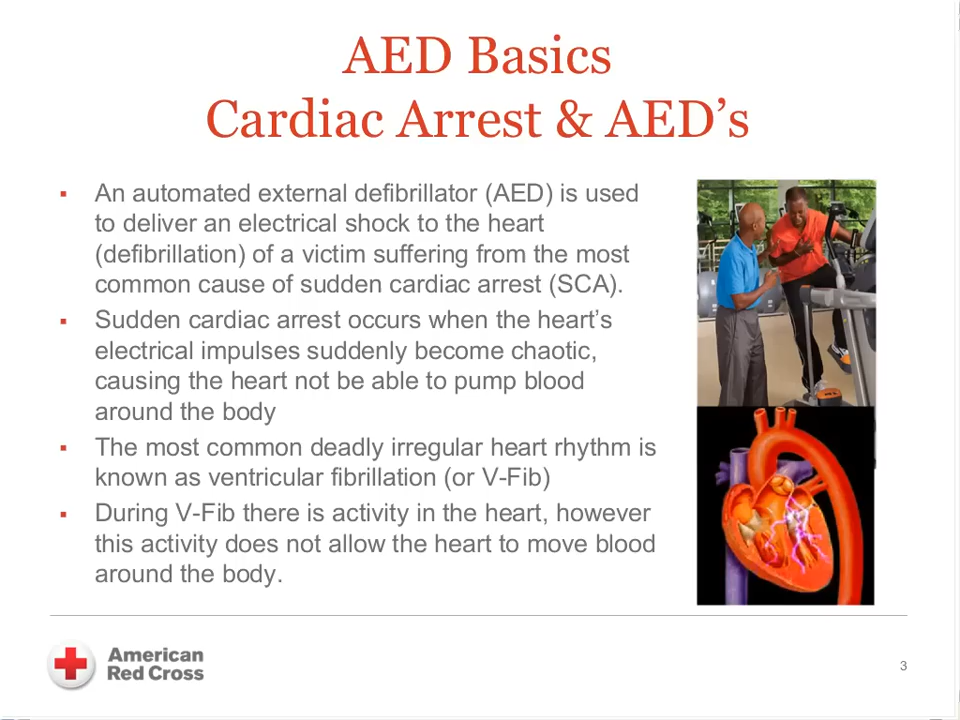 AED Basics
Cardiac Arrest & AED’s
▪ An automated external defibrillator (AED) is used
to deliver an electrical shock to the heart
(defibrillation) of a victim suffering from the most
common cause of sudden cardiac arrest (SCA).
▪ Sudden cardiac arrest occurs when the heart’s
electrical impulses suddenly become chaotic,
causing the heart not be able to pump blood
around the body
▪ The most common deadly irregular heart rhythm is
known as ventricular fibrillation (or V-Fib)
▪ During V-Fib there is activity in the heart, however
this activity does not allow the heart to move blood
around the body.
American
Red Cross
3